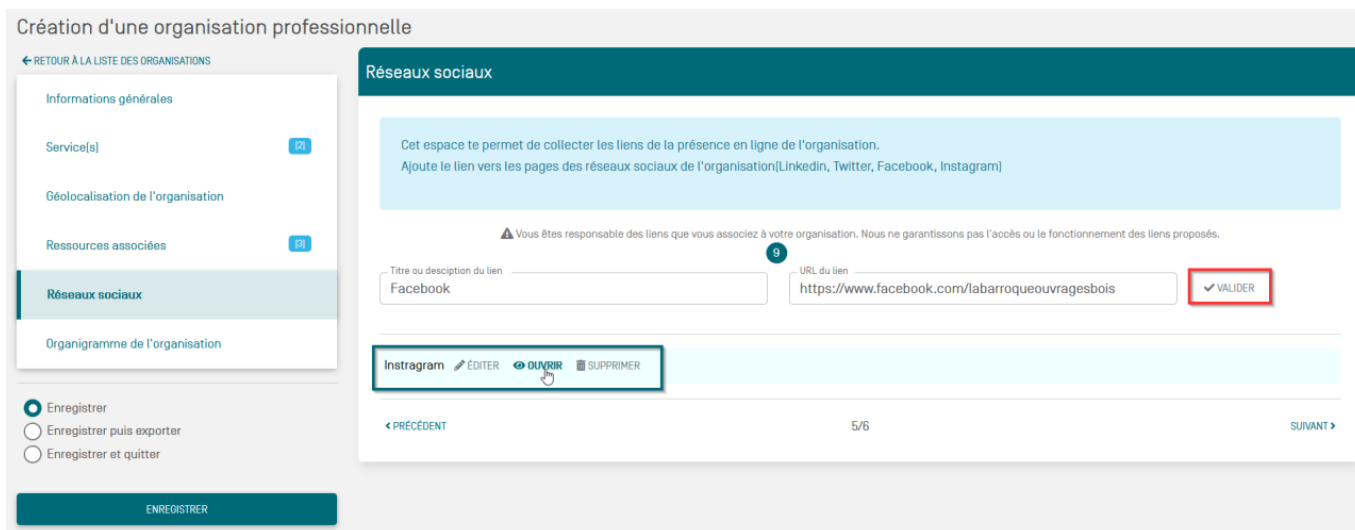 Création d'une organisation professionnelle
RETOUR À LA LISTE DES ORGANISATIONS
Informations générales
Service(s) (2)
Géolocalisation de l'organisation
Ressources associées (3)
Réseaux sociaux
Organigramme de l'organisation
Enregistrer
Enregistrer puis exporter
Enregistrer et quitter
ENREGISTRER
Réseaux sociaux
Cet espace te permet de collecter les liens de la présence en ligne de l'organisation.
Ajoute le lien vers les pages des réseaux sociaux de l'organisation(Linkedin, Twitter, Facebook, Instagram)
Vous êtes responsable des liens que vous associez à votre organisation. Nous ne garantissons pas l'accès ou le fonctionnement des liens proposés.
9
Titre ou desciption du lien
Facebook
URL du lien
https://www.facebook.com/labarroqueouvragesbois
VALIDER
Instragram ÉDITER OUVRIR SUPPRIMER
PRÉCÉDENT 5/6 SUIVANT